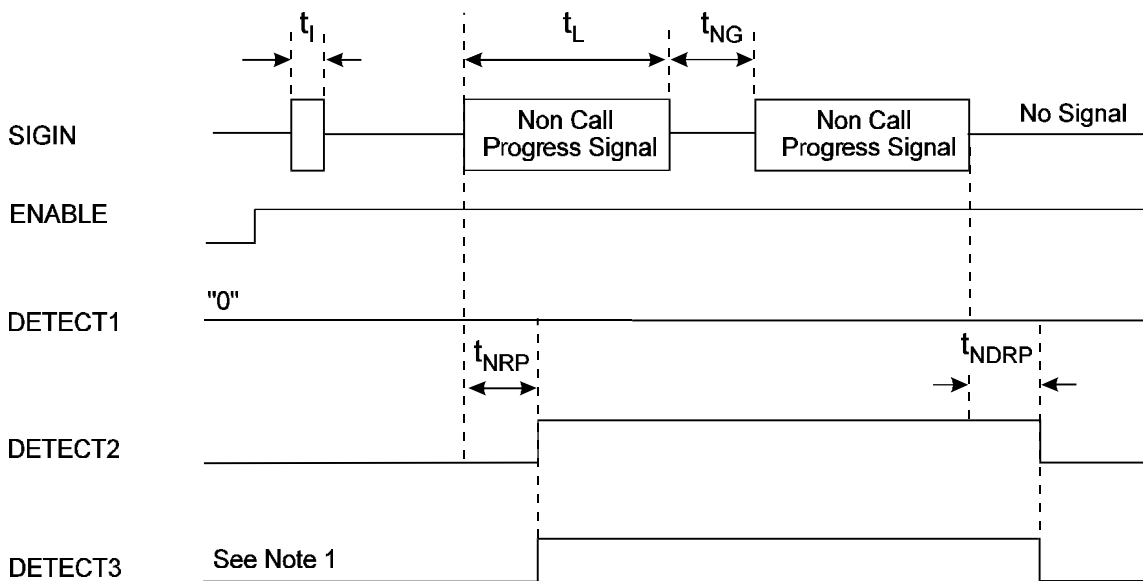 tI
tL
tNG
SIGIN
Non Call
Progress Signal
Non Call
Progress Signal
No Signal
ENABLE
"0"
DETECT1
tNRP
tNDRP
DETECT2
See Note 1
DETECT3